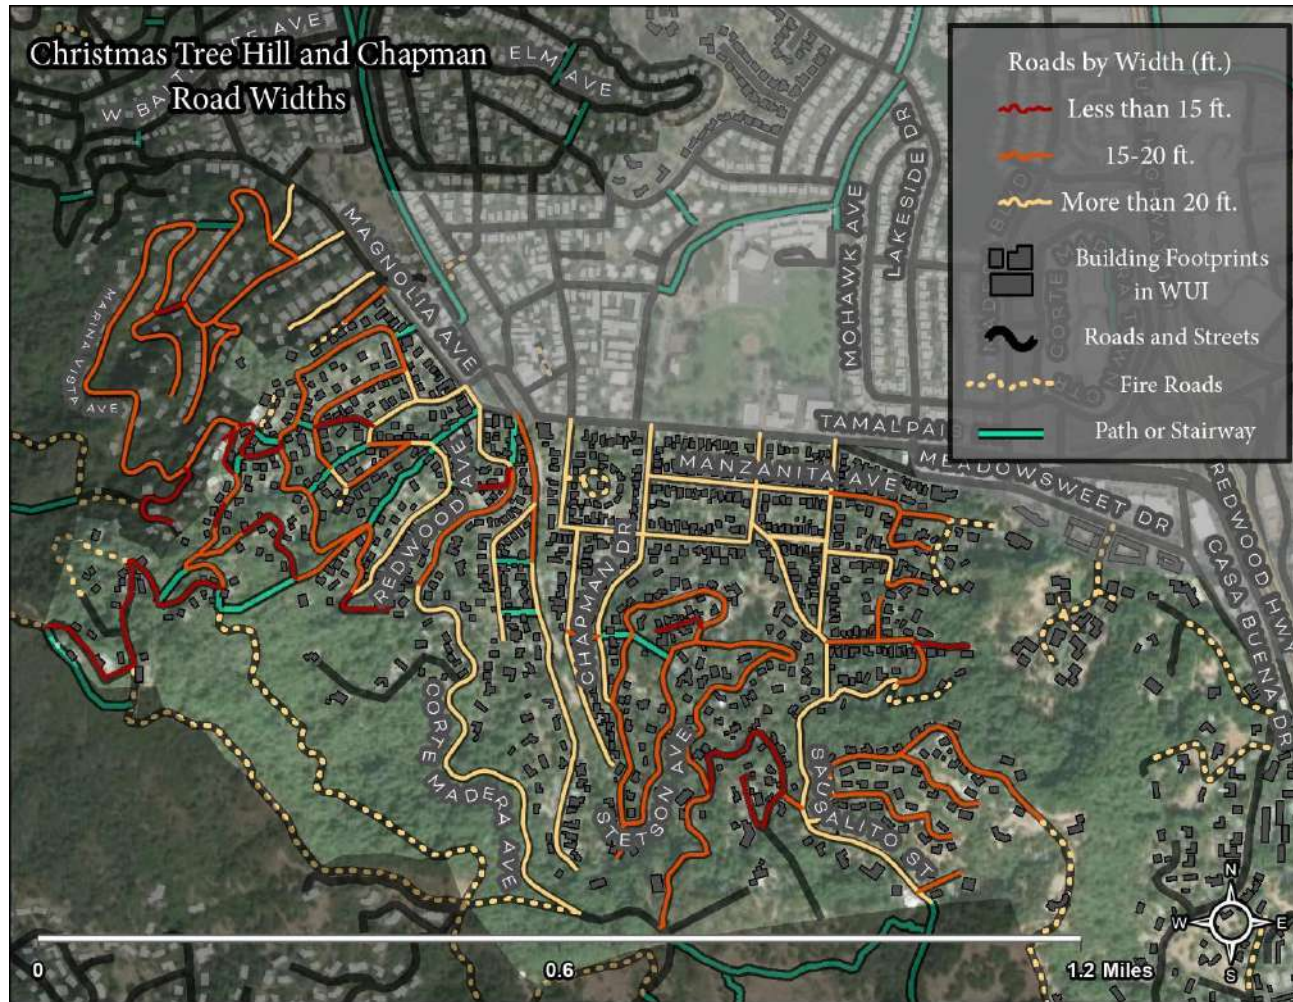 Christmas Tree Hill and Chapman
Road Widths
ELM AVE
MAGNOLIA AVE
MARINA VISTA
AVE
MOHAWK AVE
LAKESIDE DR
TAMALPAIS
MANZANITA AVE
MEADOWSWEET DR
REDWOOD HWY
CASA BUENA DR
REDWOOD AVE
CHAPMAN DR
CORTE MADERA AVE
STETSON AVE
SAUSALITO ST
Roads by Width (ft.)
Less than 15 ft.
15-20 ft.
More than 20 ft.
Building Footprints
in WUI
Roads and Streets
Fire Roads
Path or Stairway
N
W
E
S
0
0.6
1.2 Miles